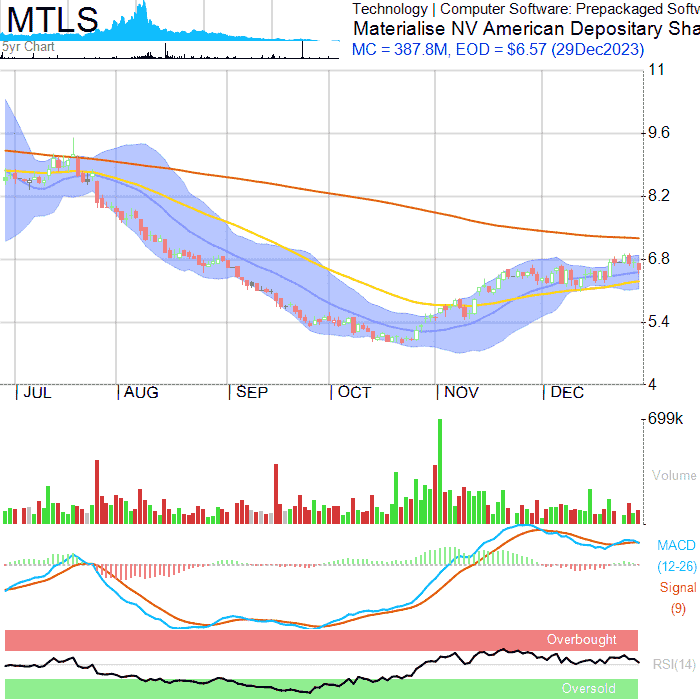 MTLS
5yr Chart
Technology | Computer Software: Prepackaged Softw
Materialise NV American Depositary Sha
MC = 387.8M, EOD = $6.57 (29Dec2023)
11
9.6
8.2
6.8
5.4
4
JUL AUG SEP OCT NOV DEC
699k
Volume
MACD
(12-26)
Signal
(9)
Overbought
RSI(14)
Oversold